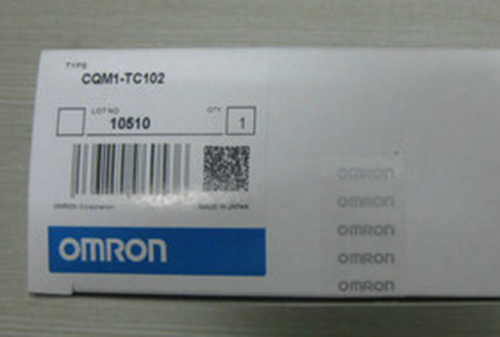 TYPE
CQM1-TC102
LOT NO. QTY
10510 1
OMRON Corporation MADE IN JAPAN
OMRON
OMRON
OMRON
OMRON
OMRON
OMRON